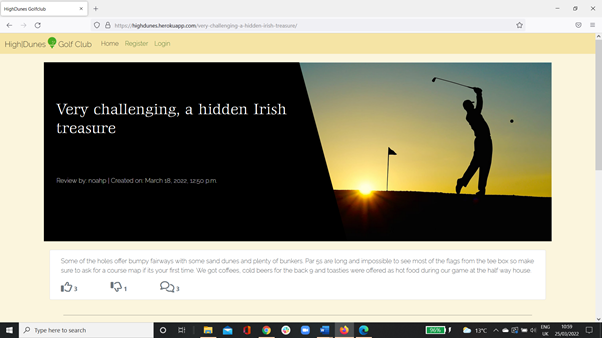 HighDunes Golfclub
https://highdunes.herokuapp.com/very-challenging-a-hidden-irish-treasure/
High|Dunes Golf Club Home Register Login
Very challenging, a hidden Irish
treasure
Review by: noahp | Created on: March 18, 2022, 12:50 p.m.
Some of the holes offer bumpy fairways with some sand dunes and plenty of bunkers. Par 5s are long and impossible to see most of the flags from the tee box so make
sure to ask for a course map if its your first time. We got coffees, cold beers for the back 9 and toasties were offered as hot food during our game at the half way house.
3 1 3
Type here to search
96% 13°C ENG 10:59
UK 25/03/2022